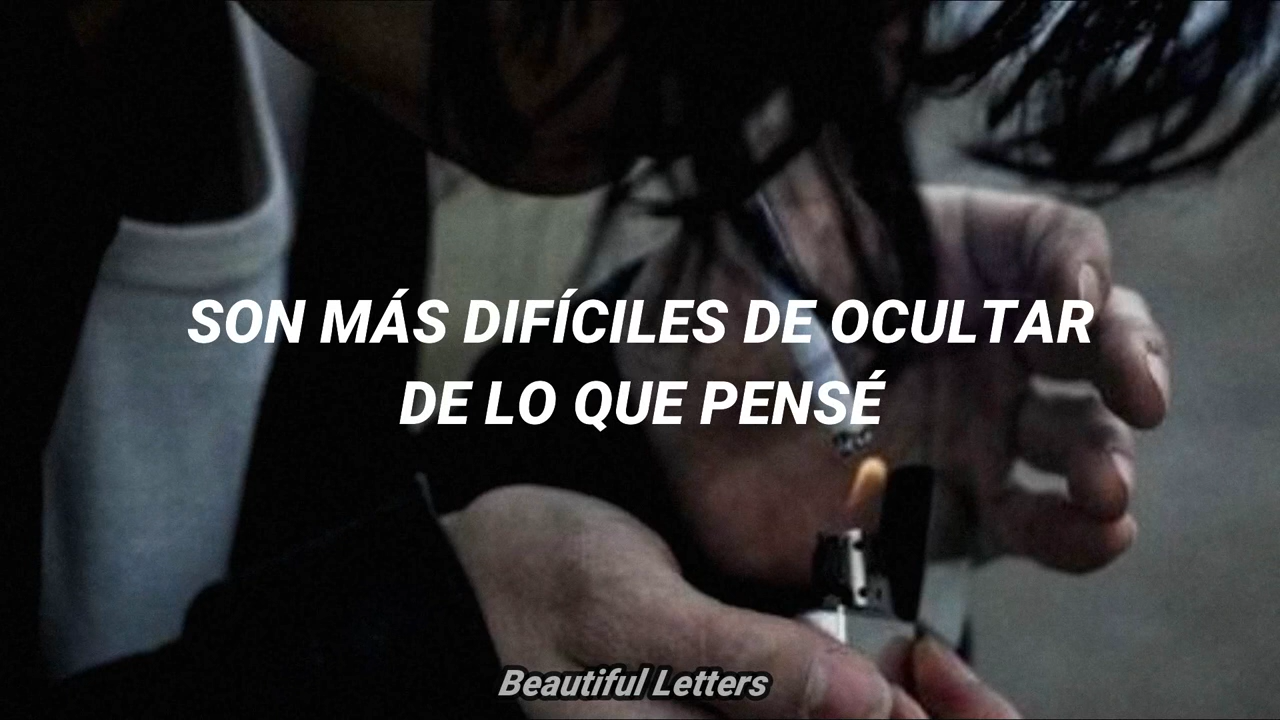 SON MÁS DIFÍCILES DE OCULTAR
DE LO QUE PENSÉ
Beautiful Letters